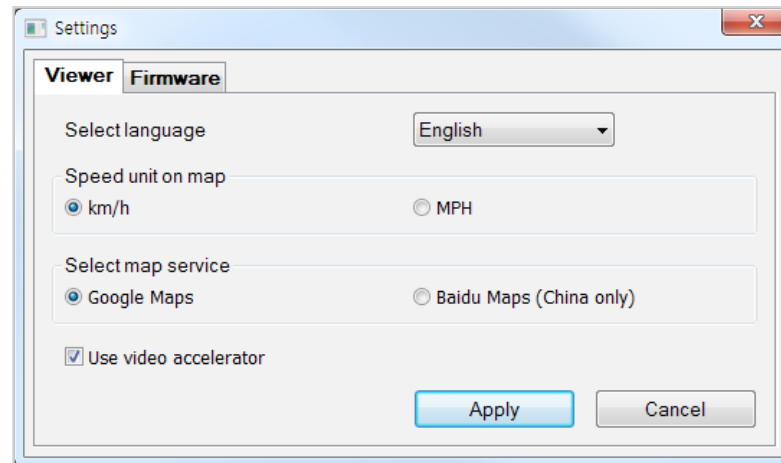 Settings
Viewer Firmware
Select language English
Speed unit on map
km/h MPH
Select map service
Google Maps Baidu Maps (China only)
Use video accelerator
Apply Cancel